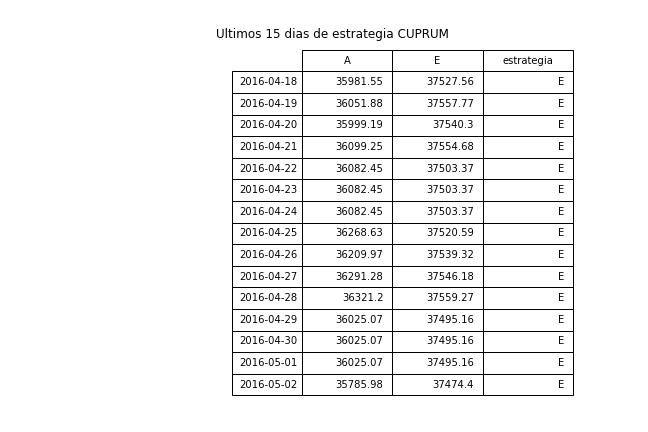 Ultimos 15 dias de estrategia CUPRUM
A E estrategia
2016-04-18 35981.55 37527.56 E
2016-04-19 36051.88 37557.77 E
2016-04-20 35999.19 37540.3 E
2016-04-21 36099.25 37554.68 E
2016-04-22 36082.45 37503.37 E
2016-04-23 36082.45 37503.37 E
2016-04-24 36082.45 37503.37 E
2016-04-25 36268.63 37520.59 E
2016-04-26 36209.97 37539.32 E
2016-04-27 36291.28 37546.18 E
2016-04-28 36321.2 37559.27 E
2016-04-29 36025.07 37495.16 E
2016-04-30 36025.07 37495.16 E
2016-05-01 36025.07 37495.16 E
2016-05-02 35785.98 37474.4 E